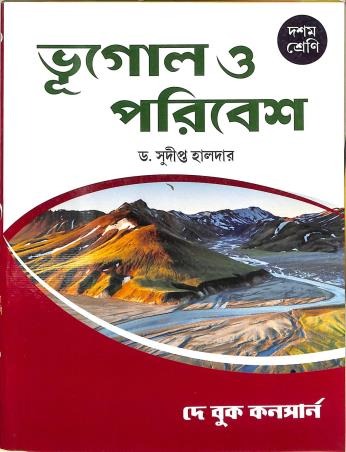 দশম
শ্রেণি
ভূগোল ও
পরিবেশ
ড. সুদীপ্ত হালদার
দে বুক কনসার্ন